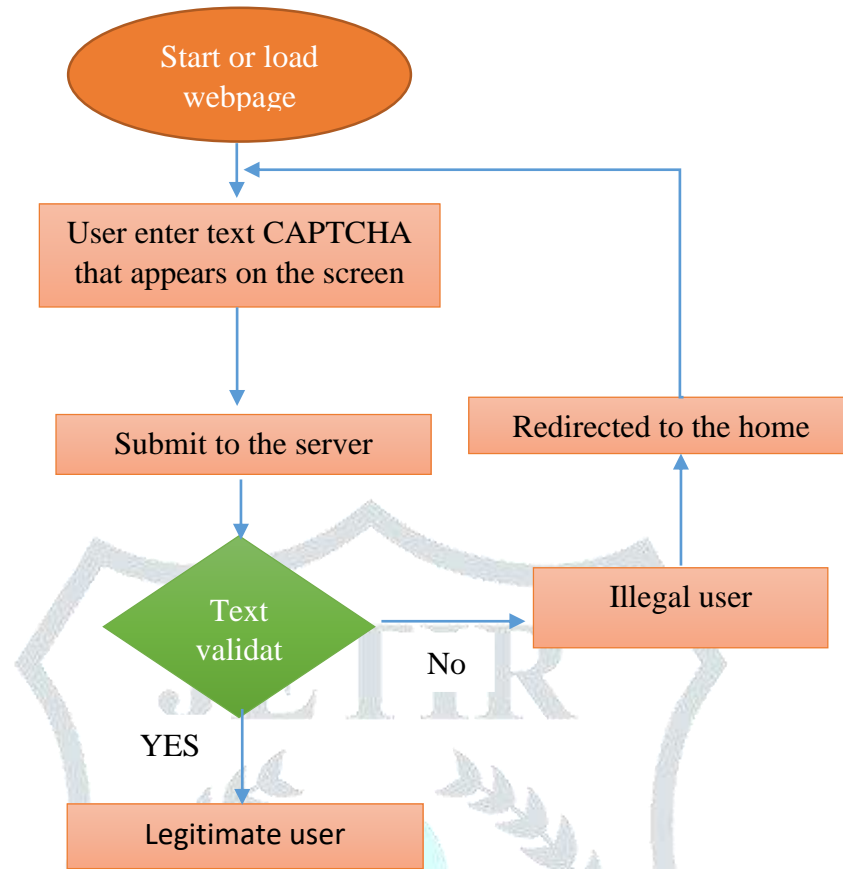 Start or load
webpage
User enter text CAPTCHA
that appears on the screen
Submit to the server
Redirected to the home
Text
validat
Illegal user
No
YES
Legitimate user
JETIR